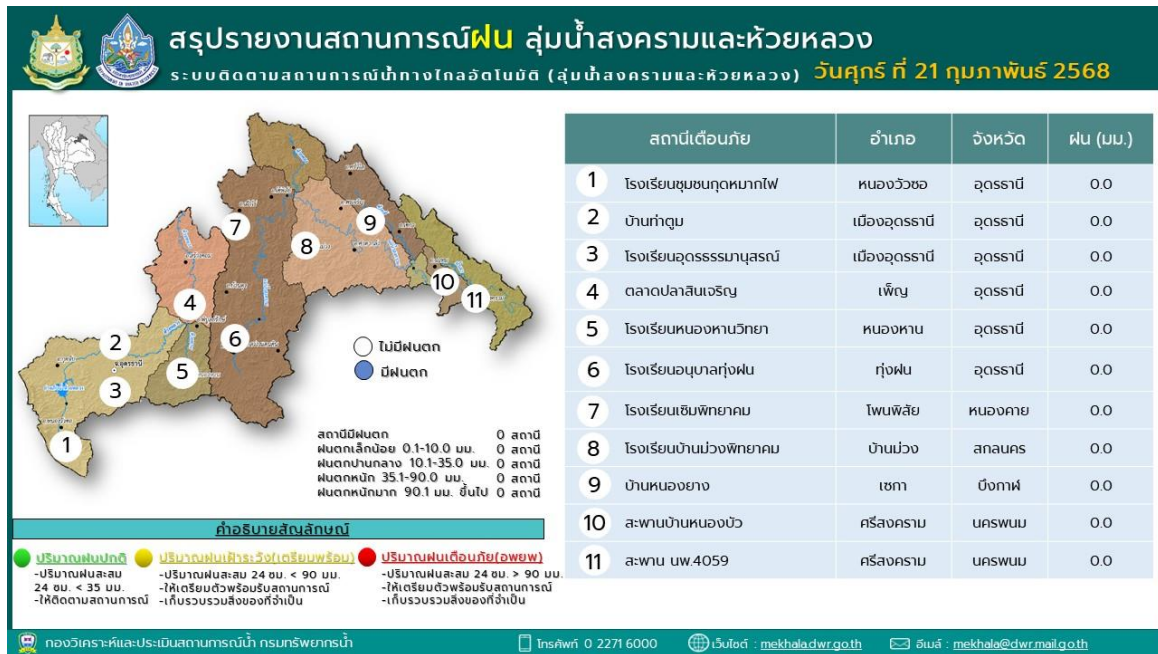 สรุปรายงานสถานการณ์ฝน ลุ่มน้ำสงครามและห้วยหลวง
ระบบติดตามสถานการณ์น้ำทางไกลอัตโนมัติ (ลุ่มน้ำสงครามและห้วยหลวง) วันศุกร์ ที่ 21 กุมภาพันธ์ 2568
7
9
8
10
11
4
2
6
5
3
1
ไม่มีฝนตก
มีฝนตก
สถานีมีฝนตก 0 สถานี
ฝนตกเล็กน้อย 0.1-10.0 มม. 0 สถานี
ฝนตกปานกลาง 10.1-35.0 มม. 0 สถานี
ฝนตกหนัก 35.1-90.0 มม. 0 สถานี
ฝนตกหนักมาก 90.1 มม. ขึ้นไป 0 สถานี
คำอธิบายสัญลักษณ์
ปริมาณฝนปกติ
-ปริมาณฝนสะสม
24 ชม. < 35 มม.
-ให้ติดตามสถานการณ์
ปริมาณฝนเฝ้าระวัง(เตรียมพร้อม)
-ปริมาณฝนสะสม 24 ชม. < 90 มม.
-ให้เตรียมตัวพร้อมรับสถานการณ์
-เก็บรวบรวมสิ่งของที่จำเป็น
ปริมาณฝนเตือนภัย(อพยพ)
-ปริมาณฝนสะสม 24 ชม. > 90 มม.
-ให้เตรียมตัวพร้อมรับสถานการณ์
-เก็บรวบรวมสิ่งของที่จำเป็น
สถานีเตือนภัย อำเภอ จังหวัด ฝน (มม.)
1 โรงเรียนชุมชนกุดหมากไฟ หนองวัวซอ อุดรธานี 0.0
2 บ้านท่าตูม เมืองอุดรธานี อุดรธานี 0.0
3 โรงเรียนอุดรธรรมานุสรณ์ เมืองอุดรธานี อุดรธานี 0.0
4 ตลาดปลาสินเจริญ เพ็ญ อุดรธานี 0.0
5 โรงเรียนหนองหานวิทยา หนองหาน อุดรธานี 0.0
6 โรงเรียนอนุบาลทุ่งฝน ทุ่งฝน อุดรธานี 0.0
7 โรงเรียนเซิมพิทยาคม โพนพิสัย หนองคาย 0.0
8 โรงเรียนบ้านม่วงพิทยาคม บ้านม่วง สกลนคร 0.0
9 บ้านหนองยาง เซกา บึงกาฬ 0.0
10 สะพานบ้านหนองบัว ศรีสงคราม นครพนม 0.0
11 สะพาน นพ.4059 ศรีสงคราม นครพนม 0.0
กองวิเคราะห์และประเมินสถานการณ์น้ำ กรมทรัพยากรน้ำ โทรศัพท์ 0 2271 6000 เว็บไซต์ : mekhala.dwr.go.th อีเมล์ : mekhala@dwr.mail.go.th